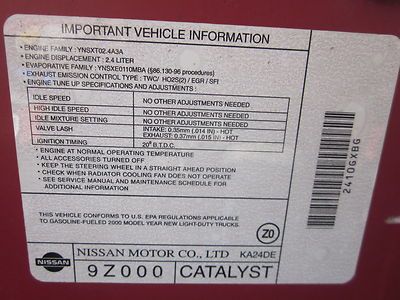 IMPORTANT VEHICLE INFORMATION
• ENGINE FAMILY : YNSXT02.4A3A
• ENGINE DISPLACEMENT : 2.4 LITER
• EVAPORATIVE FAMILY : YNSXE0110MBA (§86.130-96 procedures)
• EXHAUST EMISSION CONTROL TYPE : TWC/ HO2S(2) / EGR / SFI
• ENGINE TUNE UP SPECIFICATIONS AND ADJUSTMENTS :
IDLE SPEED NO OTHER ADJUSTMENTS NEEDED
HIGH IDLE SPEED NO OTHER ADJUSTMENTS NEEDED
IDLE MIXTURE SETTING NO OTHER ADJUSTMENTS NEEDED
VALVE LASH INTAKE: 0.35mm (.014 IN) - HOT
EXHAUST: 0.37mm (.015 IN) - HOT
IGNITION TIMING 20° B.T.D.C.
• ENGINE AT NORMAL OPERATING TEMPERATURE
• ALL ACCESSORIES TURNED OFF
• KEEP THE STEERING WHEEL IN A STRAIGHT AHEAD POSITION
• CHECK WHEN RADIATOR COOLING FAN DOES NOT OPERATE
• SEE SERVICE MANUAL AND MAINTENANCE SCHEDULE FOR
ADDITIONAL INFORMATION
THIS VEHICLE CONFORMS TO U.S. EPA REGULATIONS APPLICABLE
TO GASOLINE-FUELED 2000 MODEL YEAR NEW LIGHT-DUTY TRUCKS.
Z0
NISSAN
NISSAN MOTOR CO., LTD KA24DE
9Z000 CATALYST
2410GXBG